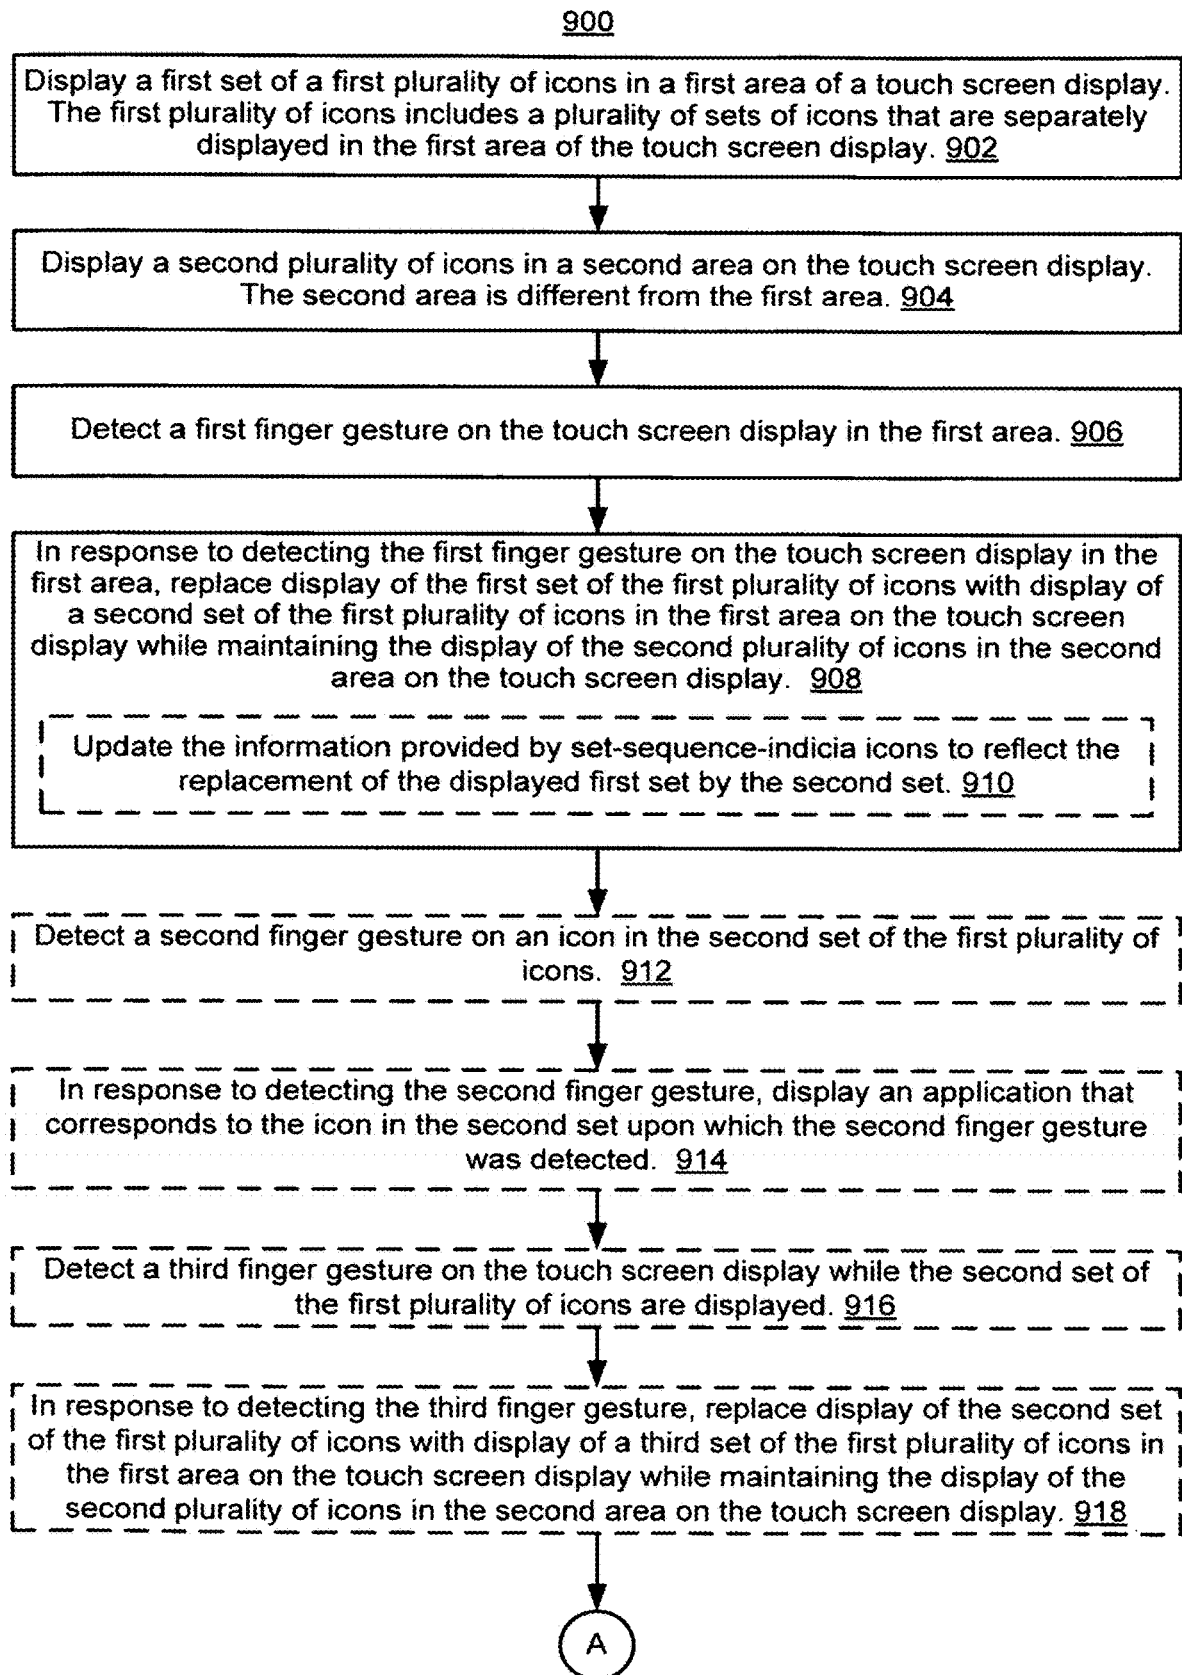 900
Display a first set of a first plurality of icons in a first area of a touch screen display.
The first plurality of icons includes a plurality of sets of icons that are separately
displayed in the first area of the touch screen display. 902
Display a second plurality of icons in a second area on the touch screen display.
The second area is different from the first area. 904
Detect a first finger gesture on the touch screen display in the first area. 906
In response to detecting the first finger gesture on the touch screen display in the
first area, replace display of the first set of the first plurality of icons with display of
a second set of the first plurality of icons in the first area on the touch screen
display while maintaining the display of the second plurality of icons in the second
area on the touch screen display. 908
Update the information provided by set-sequence-indicia icons to reflect the
replacement of the displayed first set by the second set. 910
Detect a second finger gesture on an icon in the second set of the first plurality of
icons. 912
In response to detecting the second finger gesture, display an application that
corresponds to the icon in the second set upon which the second finger gesture
was detected. 914
Detect a third finger gesture on the touch screen display while the second set of
the first plurality of icons are displayed. 916
In response to detecting the third finger gesture, replace display of the second set
of the first plurality of icons with display of a third set of the first plurality of icons in
the first area on the touch screen display while maintaining the display of the
second plurality of icons in the second area on the touch screen display. 918
A